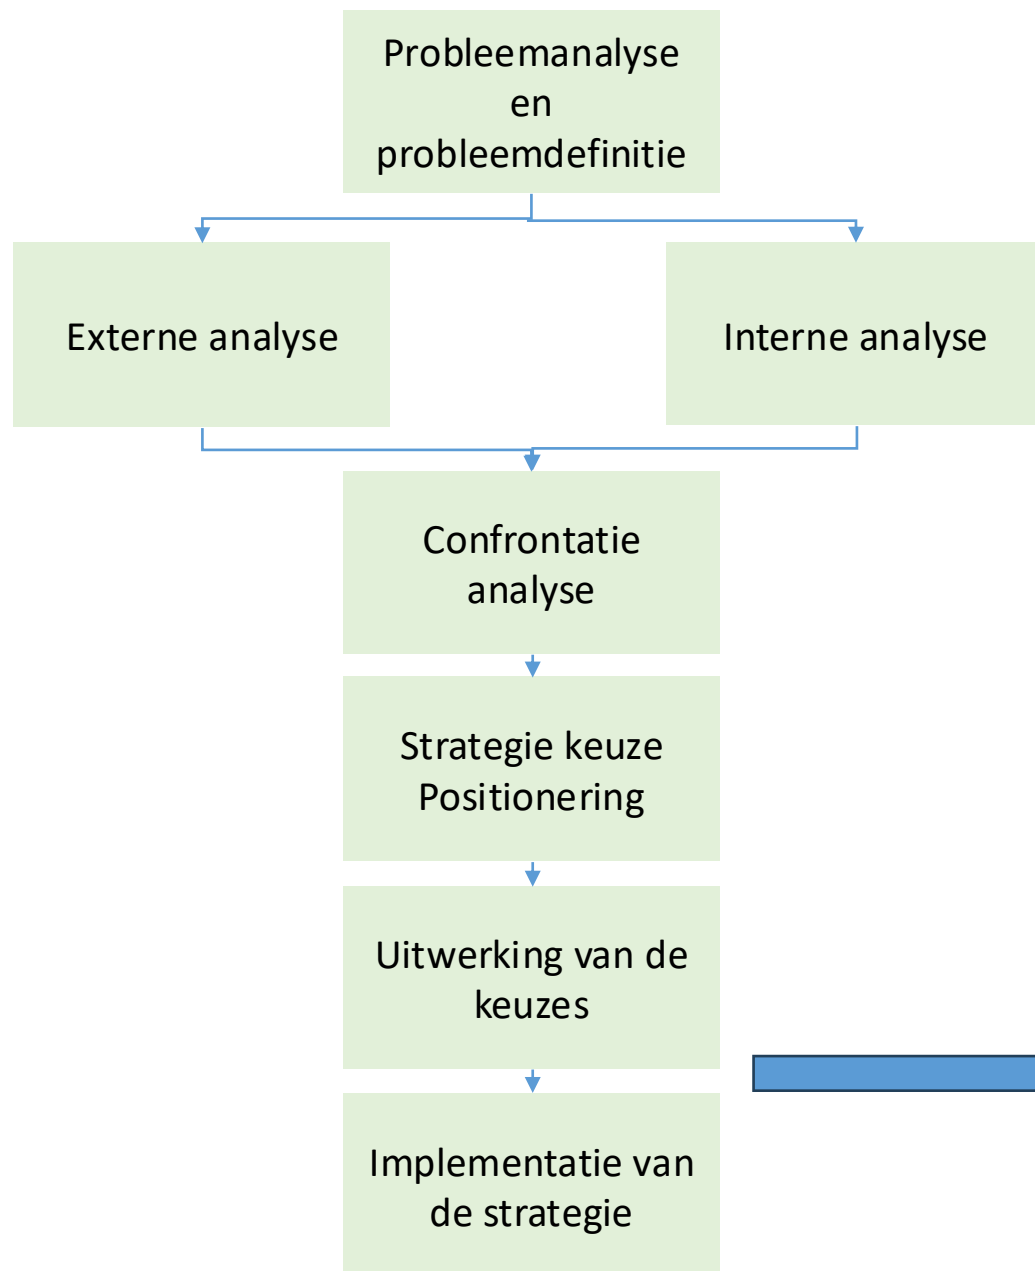 Probleemanalyse
en
probleemdefinitie
Externe analyse
Interne analyse
Confrontatie
analyse
Strategie keuze
Positionering
Uitwerking van de
keuzes
Implementatie van
de strategie